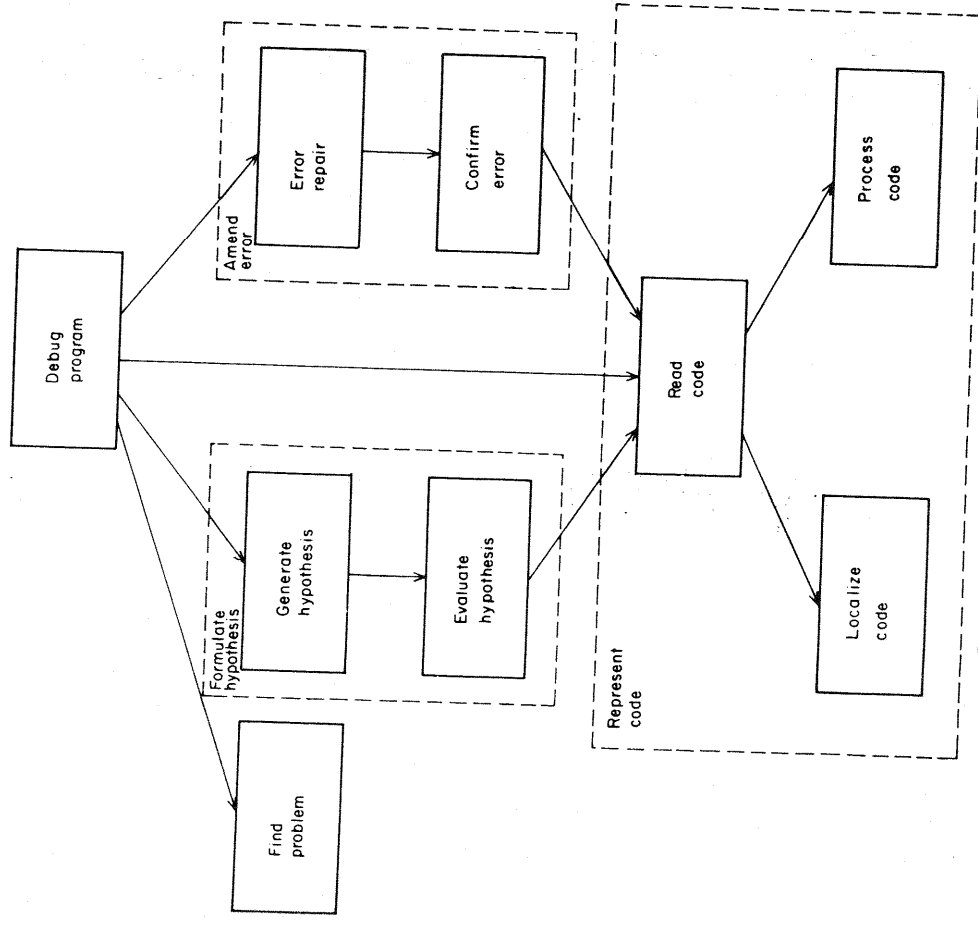 Debug
program
Amend
error
Error
repair
Confirm
error
Formulate
hypothesis
Generate
hypothesis
Evaluate
hypothesis
Find
problem
Represent
code
Read
code
Localize
code
Process
code